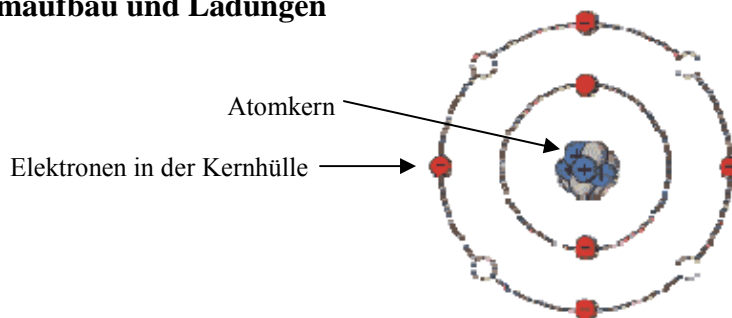 maufbau und Ladungen
Atomkern
Elektronen in der Kernhülle